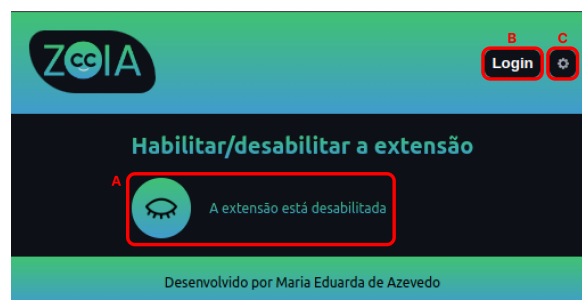 ZccIA
B
C
Login
Habilitar/desabilitar a extensão
A
A extensão está desabilitada
Desenvolvido por Maria Eduarda de Azevedo